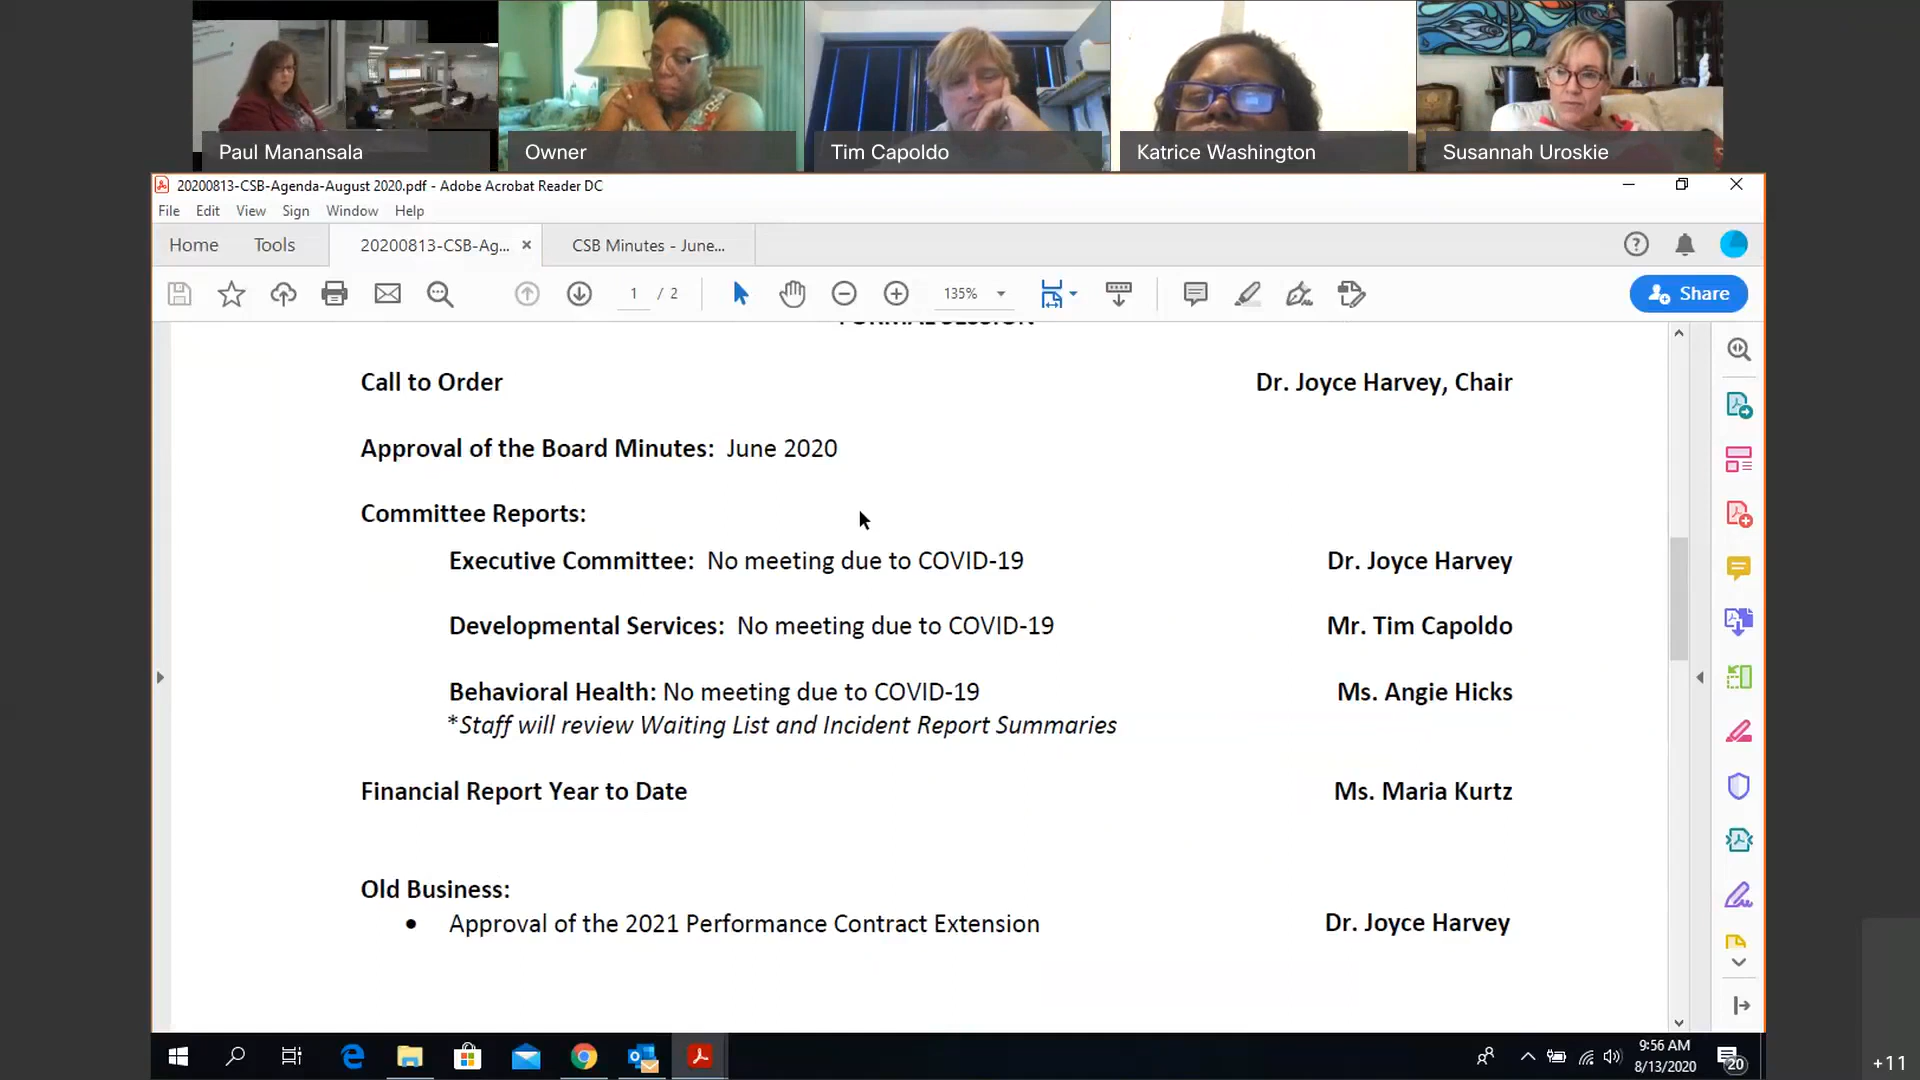 Paul Manansala
Owner
Tim Capoldo
Katrice Washington
Susannah Uroskie
20200813-CSB-Agenda-August 2020.pdf - Adobe Acrobat Reader DC
File Edit View Sign Window Help
Home Tools 20200813-CSB-Ag... CSB Minutes - June...
1 / 2 135% Share
FORMAL SESSION
Call to Order Dr. Joyce Harvey, Chair
Approval of the Board Minutes: June 2020
Committee Reports:
Executive Committee: No meeting due to COVID-19 Dr. Joyce Harvey
Developmental Services: No meeting due to COVID-19 Mr. Tim Capoldo
Behavioral Health: No meeting due to COVID-19 Ms. Angie Hicks
*Staff will review Waiting List and Incident Report Summaries
Financial Report Year to Date Ms. Maria Kurtz
Old Business:
• Approval of the 2021 Performance Contract Extension Dr. Joyce Harvey
9:56 AM
8/13/2020
20
+11